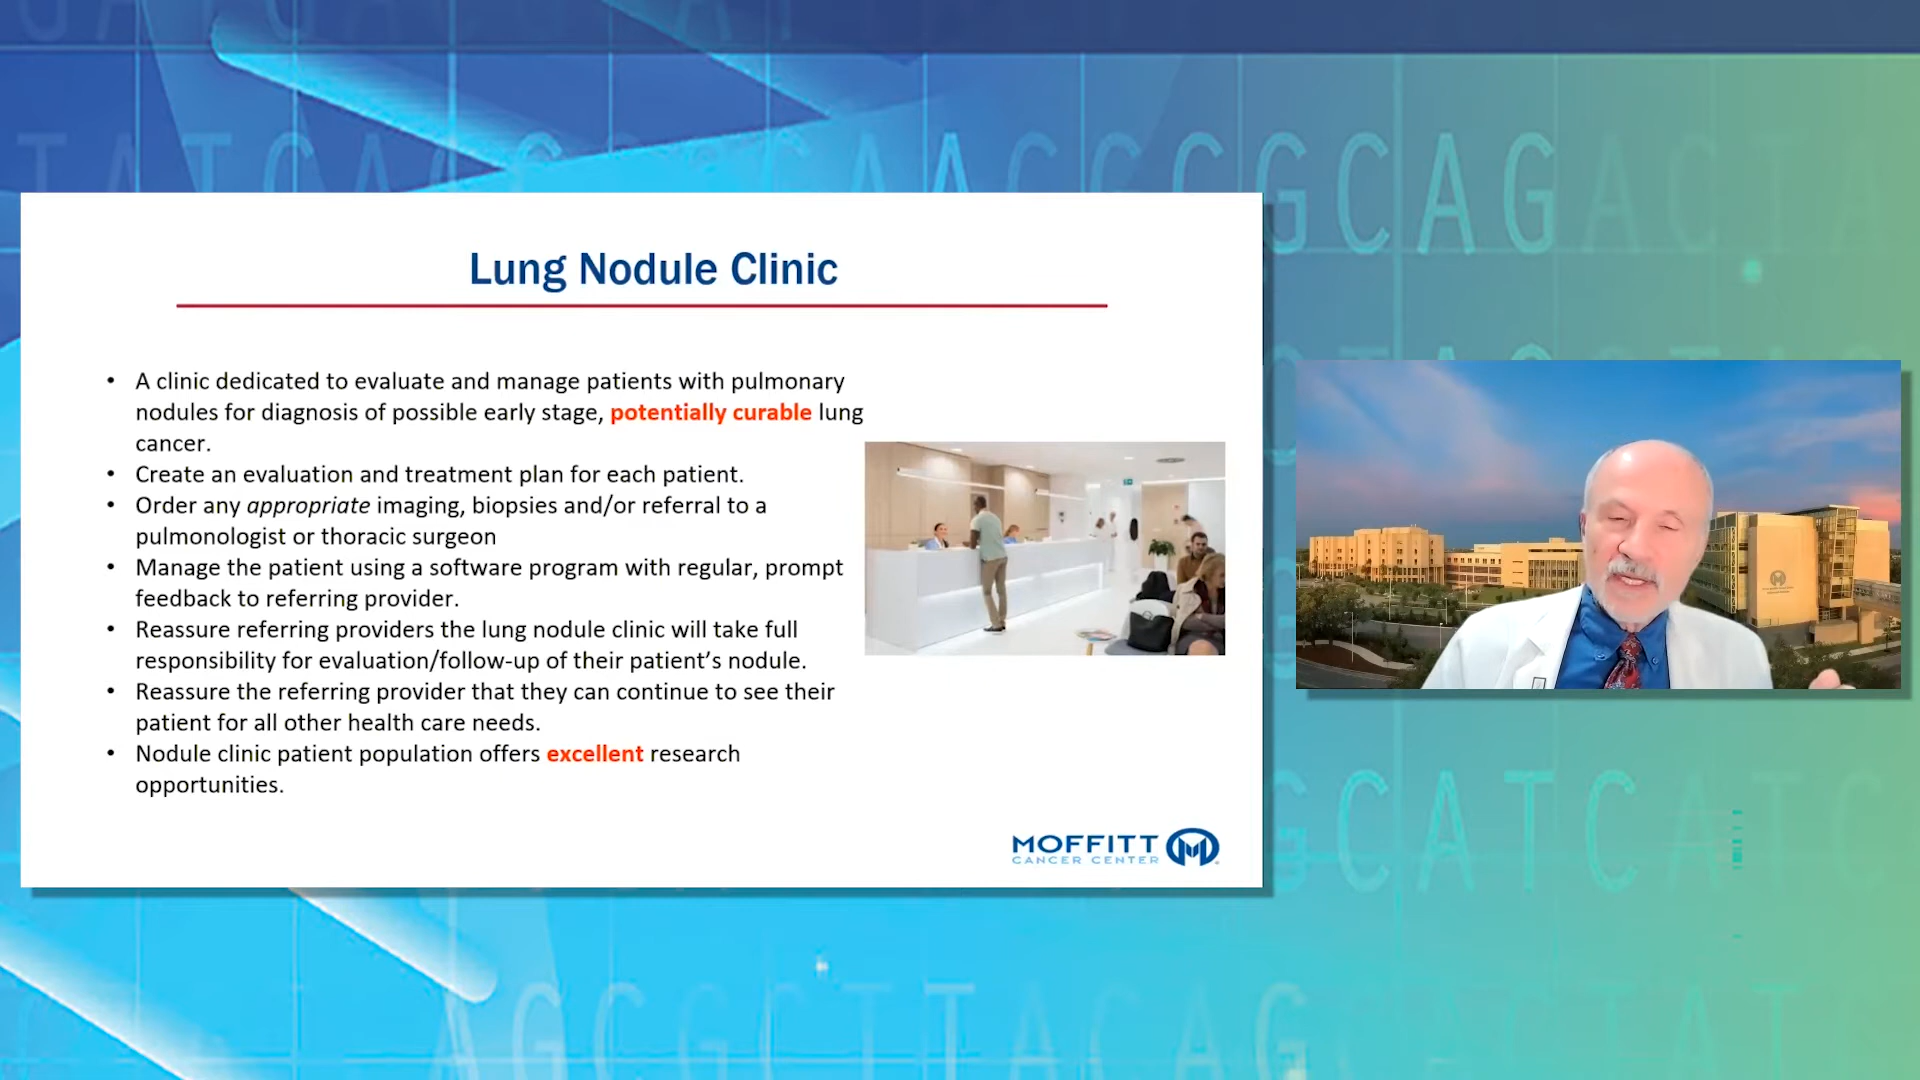 Lung Nodule Clinic
• A clinic dedicated to evaluate and manage patients with pulmonary
nodules for diagnosis of possible early stage, potentially curable lung
cancer.
• Create an evaluation and treatment plan for each patient.
• Order any appropriate imaging, biopsies and/or referral to a
pulmonologist or thoracic surgeon
• Manage the patient using a software program with regular, prompt
feedback to referring provider.
• Reassure referring providers the lung nodule clinic will take full
responsibility for evaluation/follow-up of their patient’s nodule.
• Reassure the referring provider that they can continue to see their
patient for all other health care needs.
• Nodule clinic patient population offers excellent research
opportunities.
MOFFITT
CANCER CENTER